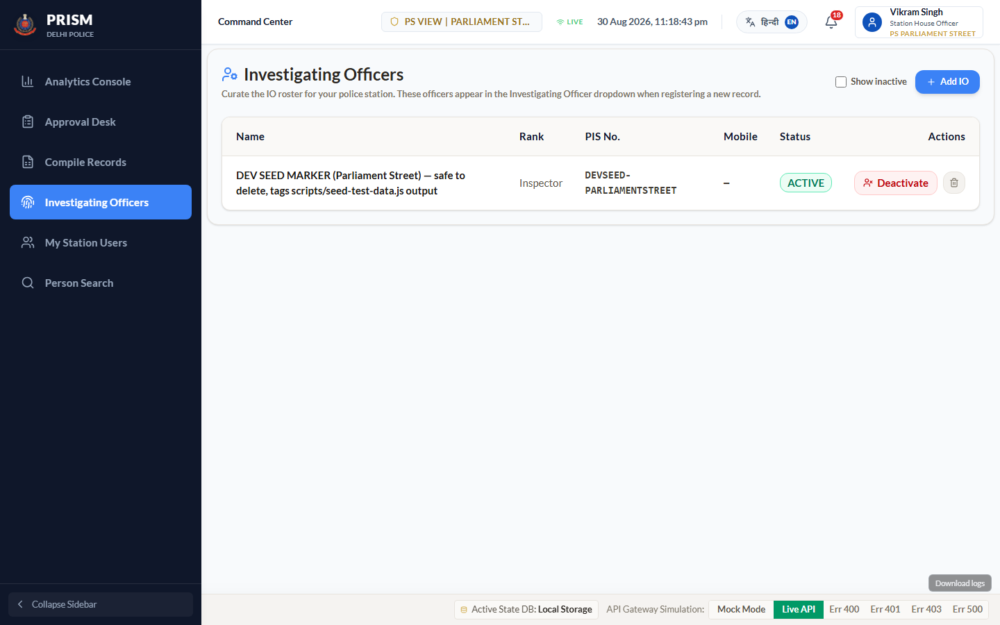 PRISM
DELHI POLICE
Analytics Console
Approval Desk
Compile Records
Investigating Officers
My Station Users
Person Search
Collapse Sidebar
Command Center
PS VIEW | PARLIAMENT ST...
LIVE
30 Aug 2026, 11:18:43 pm
हिन्दी
EN
18
Vikram Singh
Station House Officer
PS PARLIAMENT STREET
Investigating Officers
Curate the IO roster for your police station. These officers appear in the Investigating Officer dropdown when registering a new record.
Show inactive
+ Add IO
Name Rank PIS No. Mobile Status Actions
DEV SEED MARKER (Parliament Street) — safe to
delete, tags scripts/seed-test-data.js output
Inspector
DEVSEED-
PARLIAMENTSTREET
–
ACTIVE
Deactivate
Download logs
Active State DB: Local Storage
API Gateway Simulation:
Mock Mode
Live API
Err 400
Err 401
Err 403
Err 500